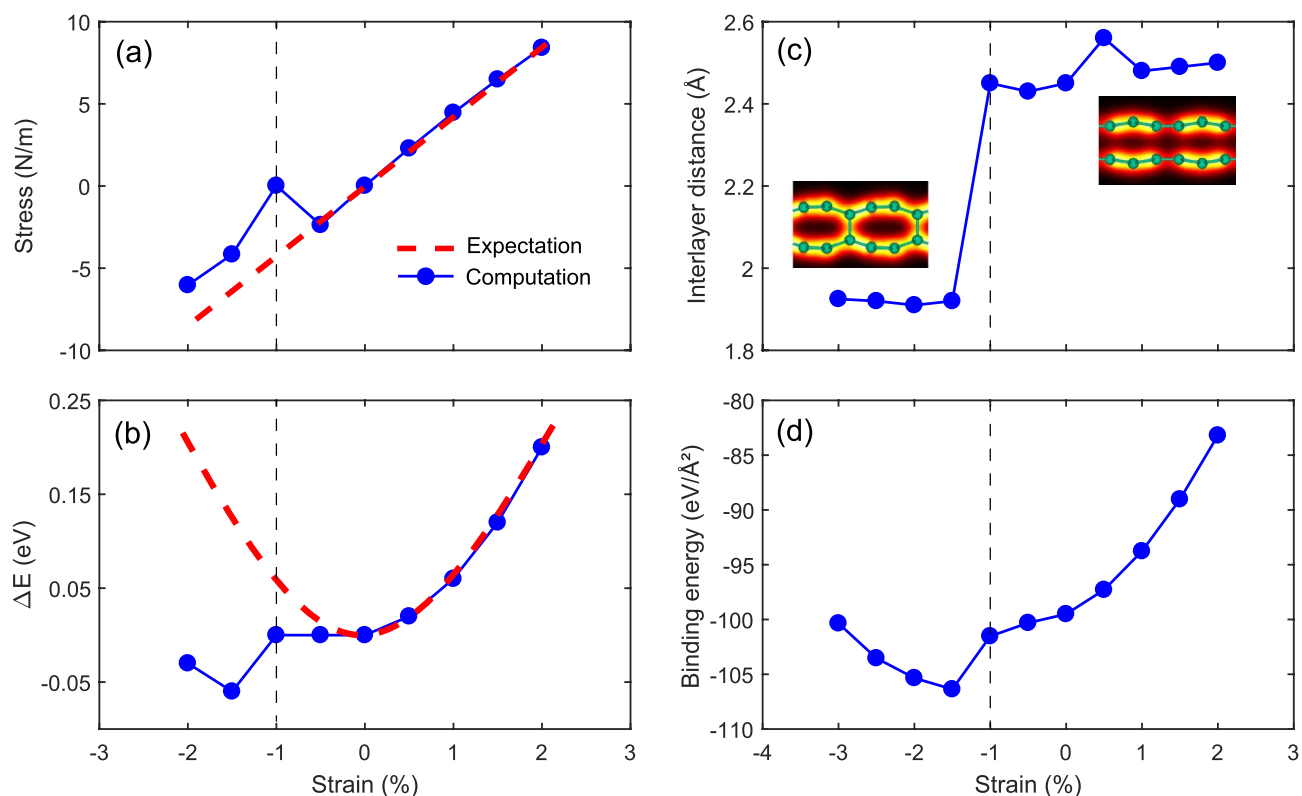 (a)
Stress (N/m)
10
5
0
-5
-10
Expectation
Computation
(b)
ΔE (eV)
0.25
0.15
0.05
-0.05
-3 -2 -1 0 1 2 3
Strain (%)
(c)
Interlayer distance (Å)
2.6
2.4
2.2
2
1.8
(d)
Binding energy (eV/Å²)
-80
-85
-90
-95
-100
-105
-110
-4 -3 -2 -1 0 1 2 3
Strain (%)